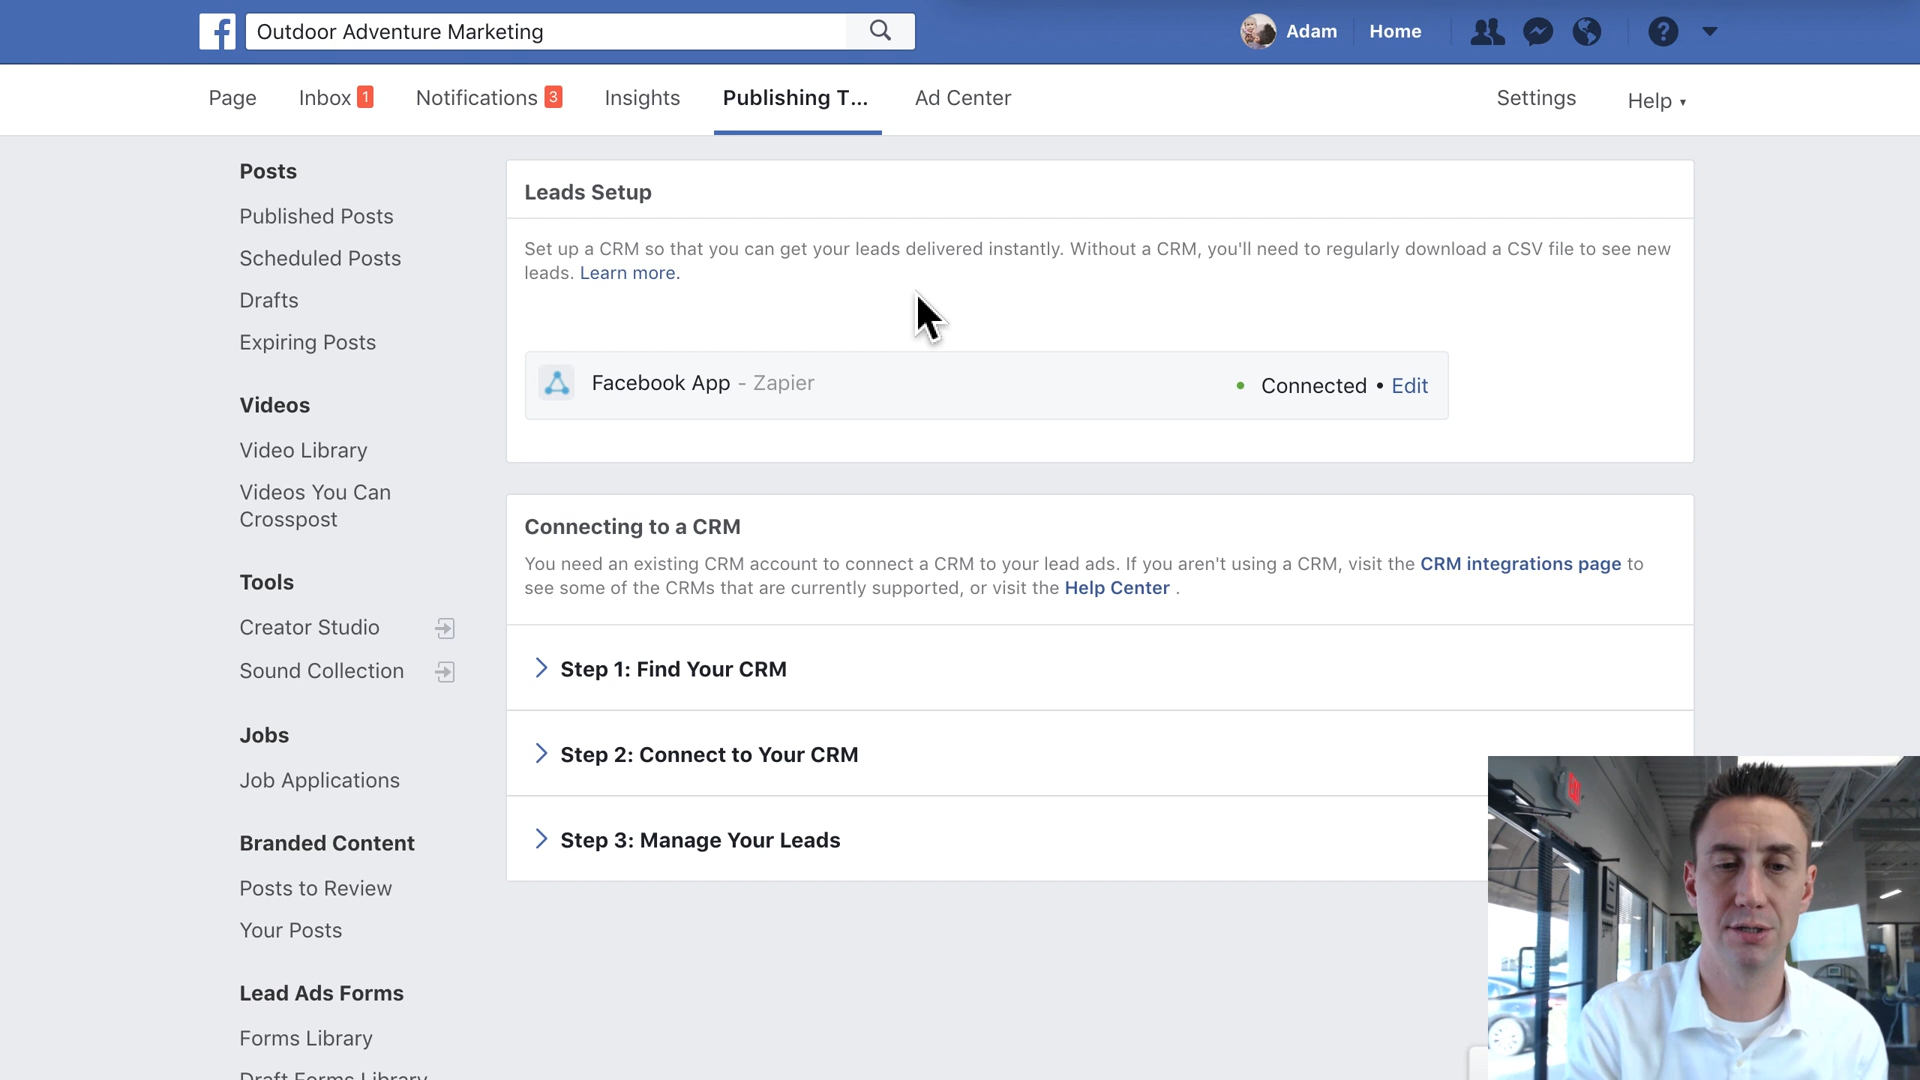 Outdoor Adventure Marketing
Adam
Home
Page
Inbox 1
Notifications 3
Insights
Publishing T...
Ad Center
Settings
Help
Posts
Published Posts
Scheduled Posts
Drafts
Expiring Posts
Videos
Video Library
Videos You Can
Crosspost
Tools
Creator Studio
Sound Collection
Jobs
Job Applications
Branded Content
Posts to Review
Your Posts
Lead Ads Forms
Forms Library
Draft Forms Library
Leads Setup
Set up a CRM so that you can get your leads delivered instantly. Without a CRM, you'll need to regularly download a CSV file to see new
leads. Learn more.
Facebook App - Zapier
Connected • Edit
Connecting to a CRM
You need an existing CRM account to connect a CRM to your lead ads. If you aren't using a CRM, visit the CRM integrations page to
see some of the CRMs that are currently supported, or visit the Help Center .
Step 1: Find Your CRM
Step 2: Connect to Your CRM
Step 3: Manage Your Leads